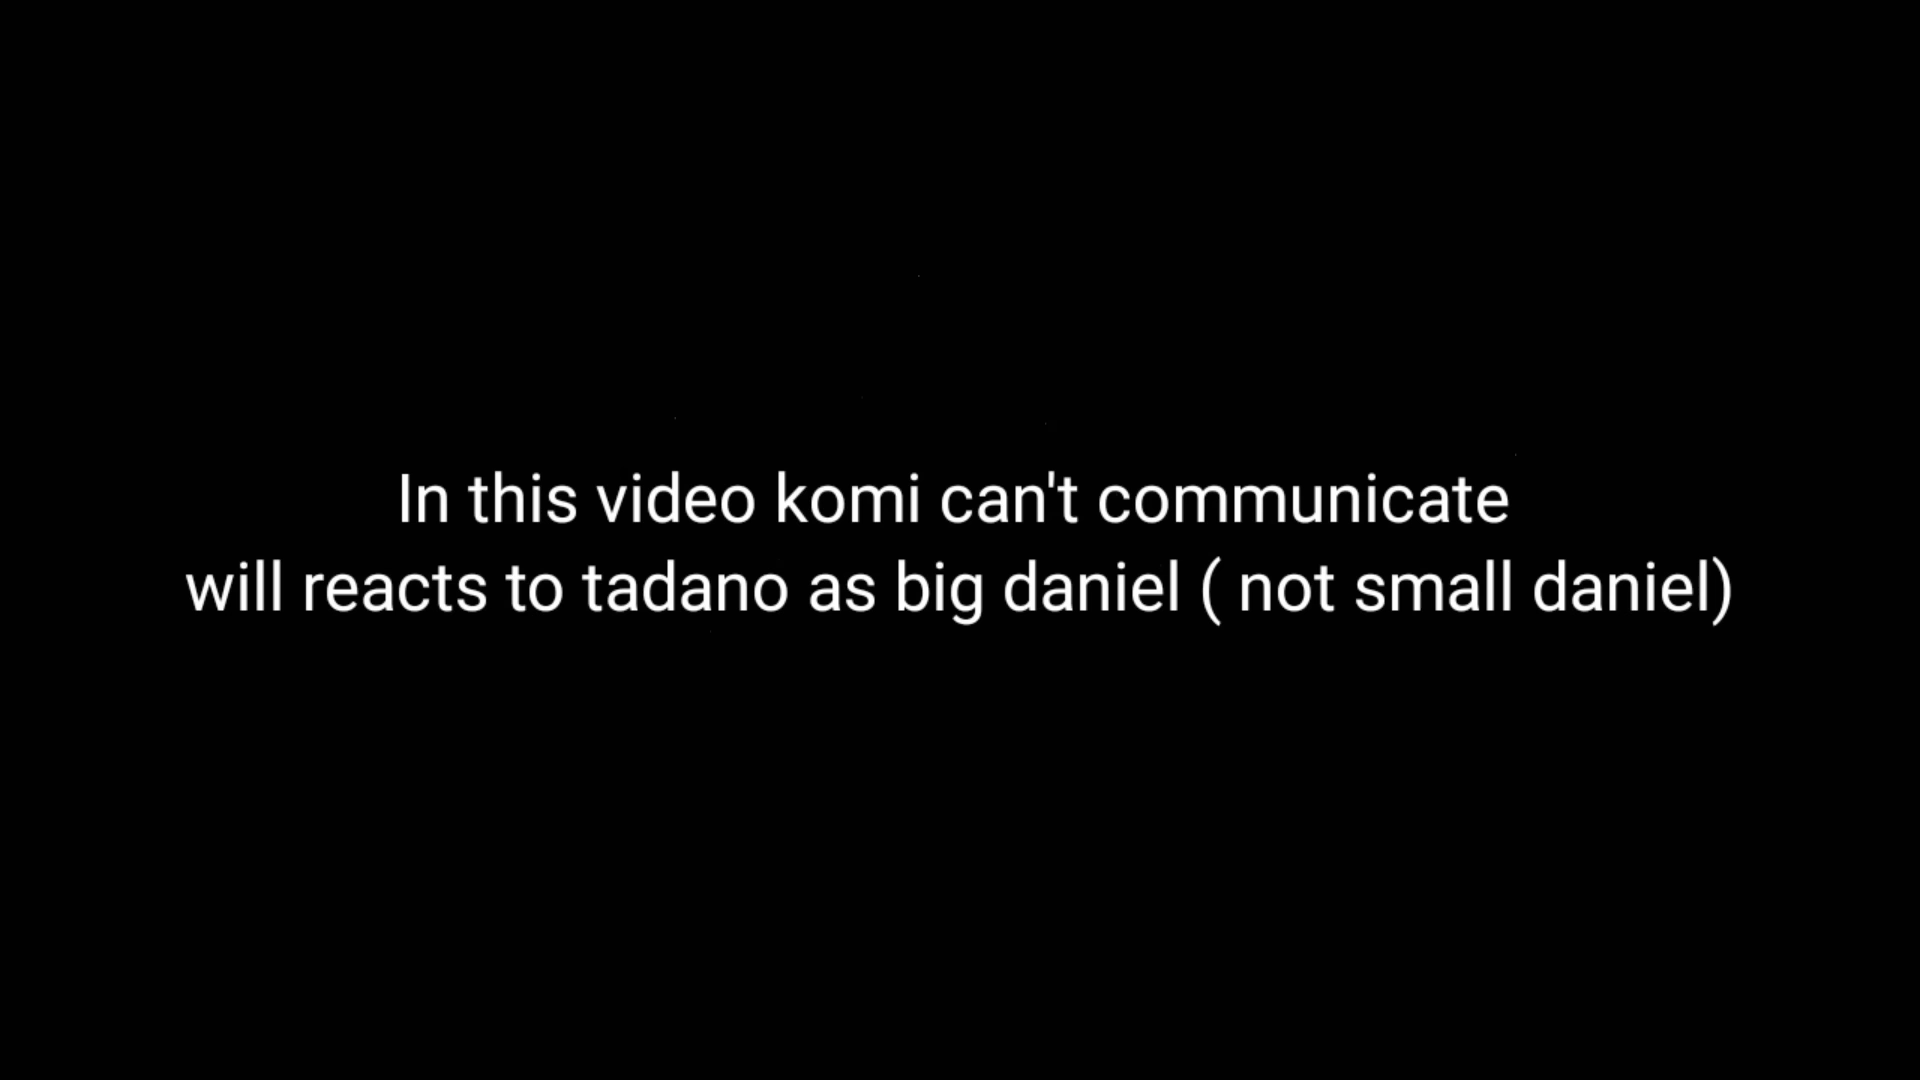 In this video komi can't communicate
will reacts to tadano as big daniel ( not small daniel)